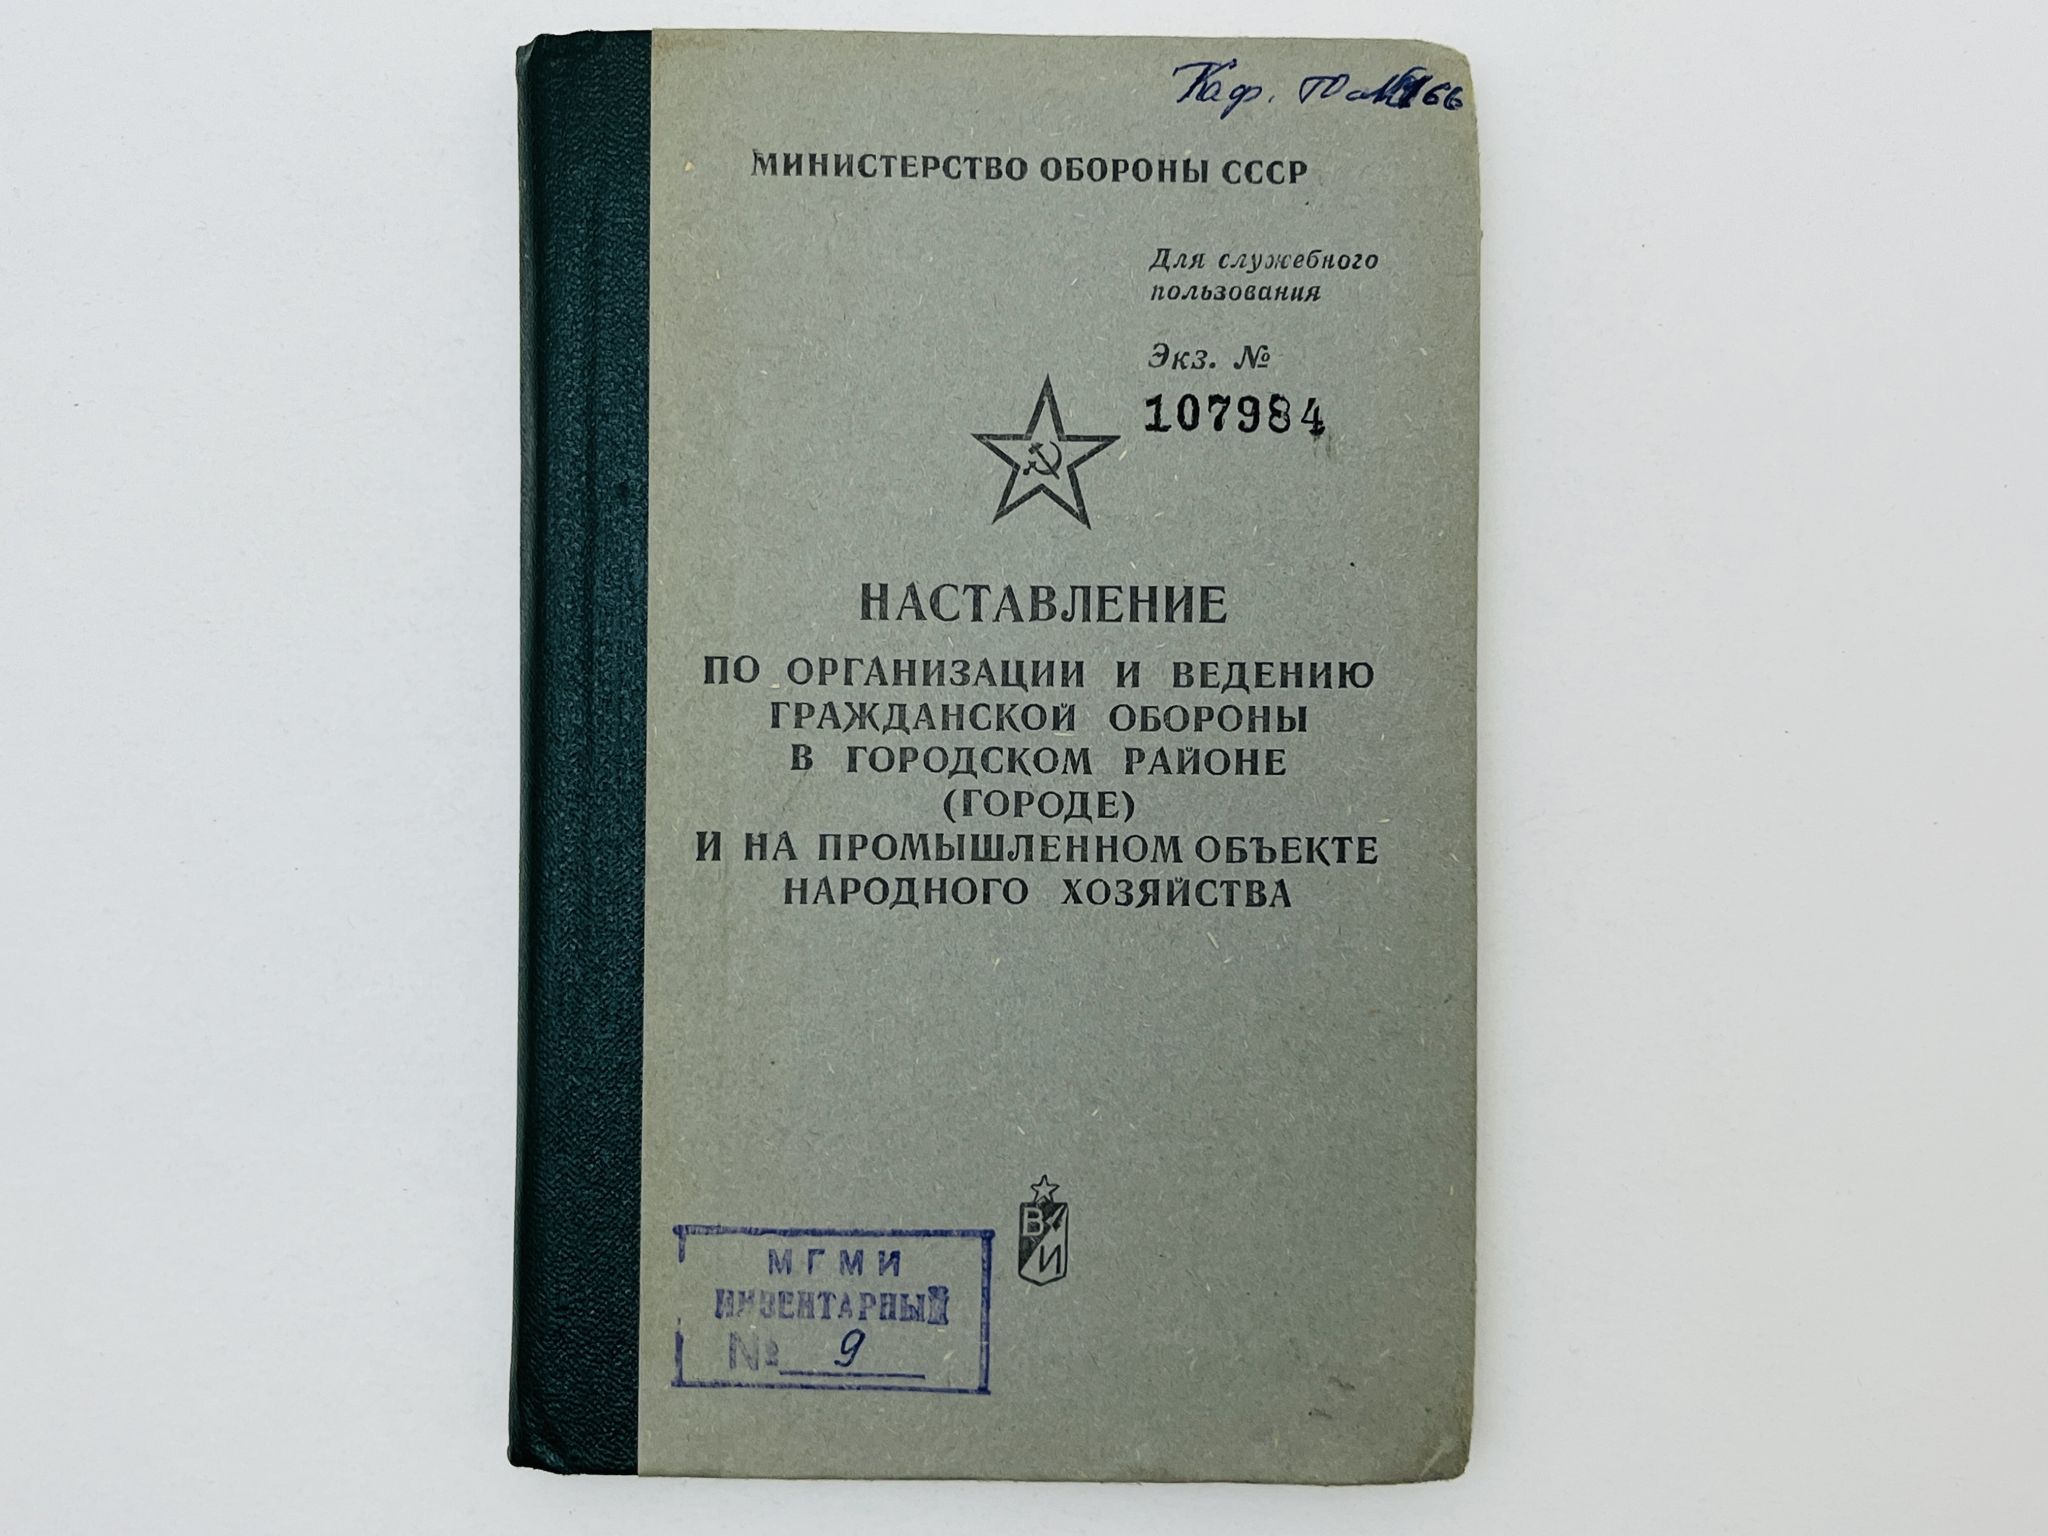 Каф.
МИНИСТЕРСТВО ОБОРОНЫ СССР
Для служебного
пользования
Экз. №
107984
НАСТАВЛЕНИЕ
ПО ОРГАНИЗАЦИИ И ВЕДЕНИЮ
ГРАЖДАНСКОЙ ОБОРОНЫ
В ГОРОДСКОМ РАЙОНЕ
(ГОРОДЕ)
И НА ПРОМЫШЛЕННОМ ОБЪЕКТЕ
НАРОДНОГО ХОЗЯЙСТВА
В
И
МГМИ
ИНВЕНТАРНЫЙ
№ 9